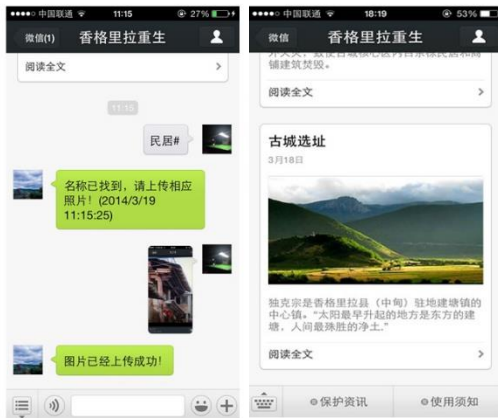 中国联通
11:15
27%
微信(1)
香格里拉重生
阅读全文
11:15
民居#
名称已找到，请上传相应
照片！(2014/3/19
11:15:25)
图片已经上传成功！
中国联通
18:19
53%
微信
香格里拉重生
铺建筑焚毁。
阅读全文
古城选址
3月18日
独克宗是香格里拉县（中甸）驻地建塘镇的
中心镇。“太阳最早升起的地方是东方的建
塘，人间最殊胜的净土.”
阅读全文
保护资讯
使用须知